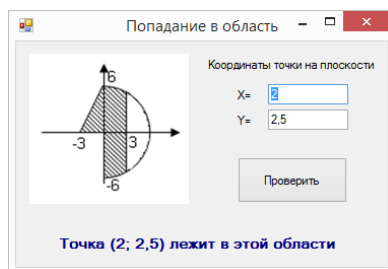 Попадание в область
Координаты точки на плоскости
6
X= 2
Y= 2,5
-3 3
-6
Проверить
Точка (2; 2,5) лежит в этой области